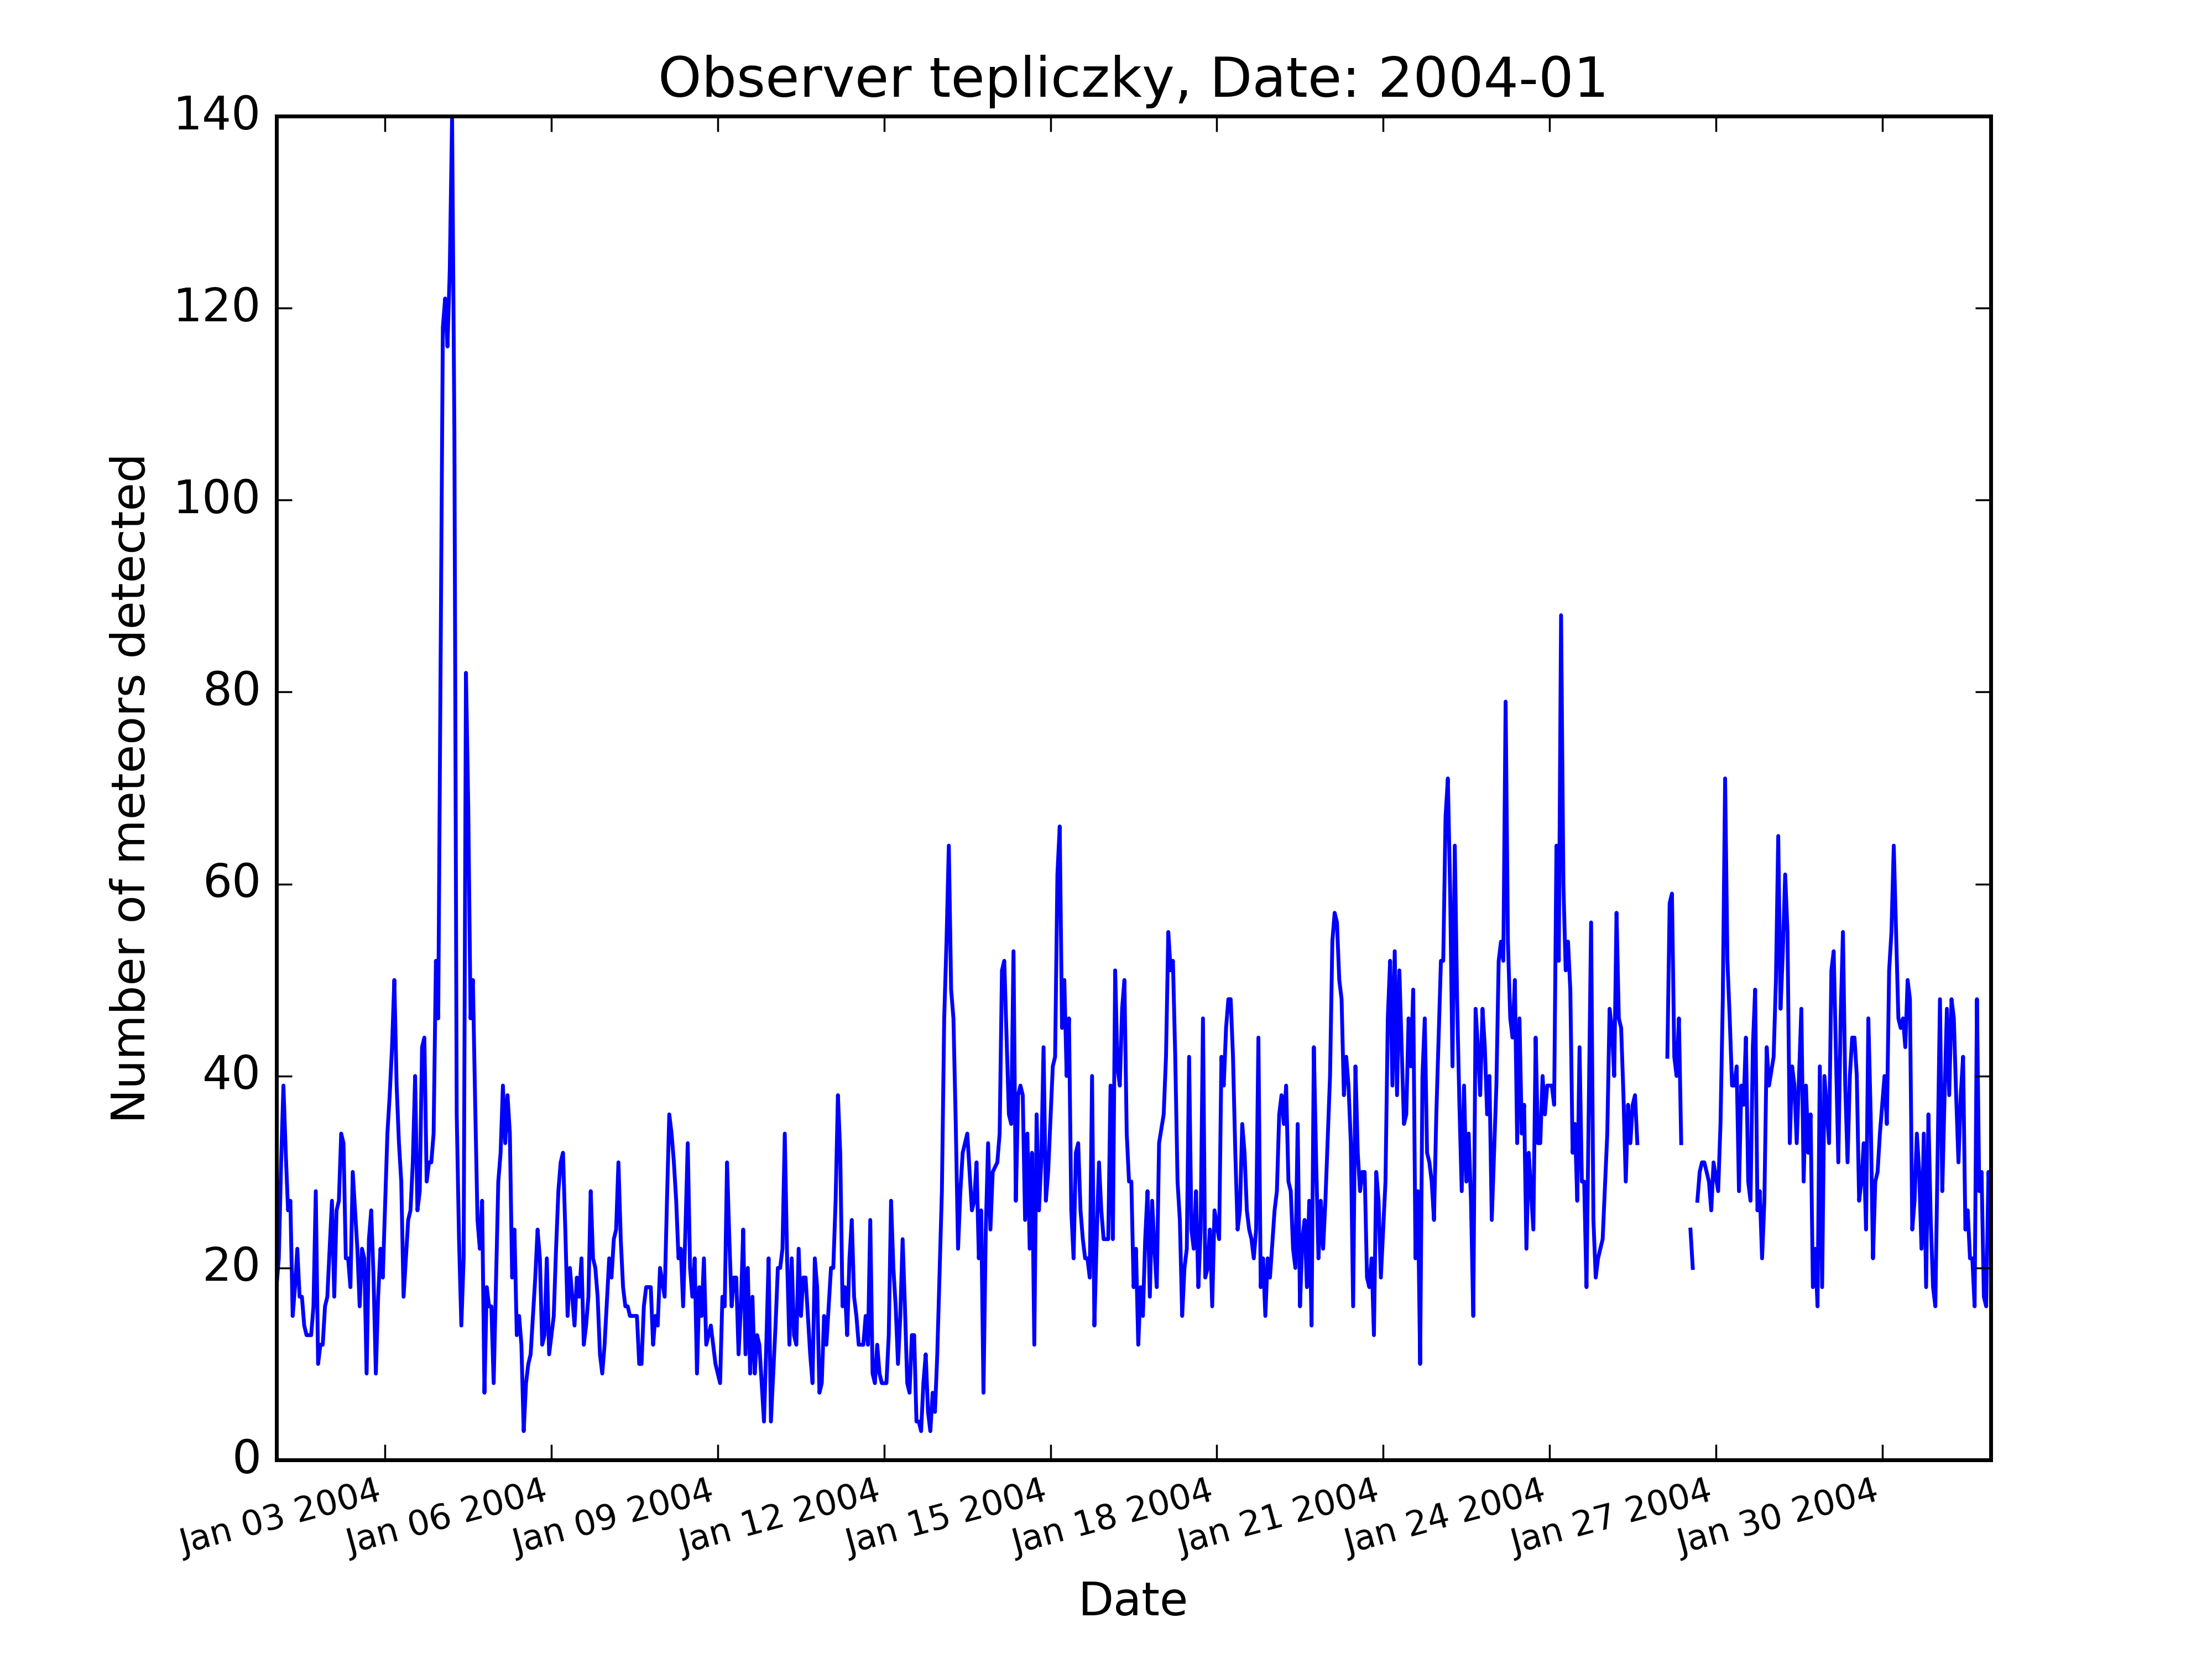 Observer tepliczky, Date: 2004-01
Number of meteors detected
140
120
100
80
60
40
20
0
Jan 03 2004
Jan 06 2004
Jan 09 2004
Jan 12 2004
Jan 15 2004
Jan 18 2004
Jan 21 2004
Jan 24 2004
Jan 27 2004
Jan 30 2004
Date